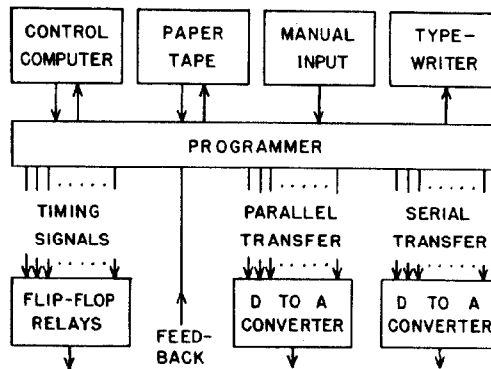 CONTROL
COMPUTER
PAPER
TAPE
MANUAL
INPUT
TYPE-
WRITER
PROGRAMMER
TIMING
SIGNALS
PARALLEL
TRANSFER
SERIAL
TRANSFER
FLIP-FLOP
RELAYS
FEED-
BACK
D TO A
CONVERTER
D TO A
CONVERTER